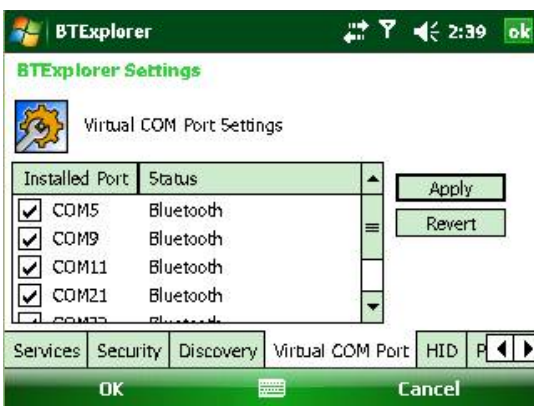 BTExplorer 2:39 ok
BTExplorer Settings
Virtual COM Port Settings
Installed Port Status
Apply
COM5 Bluetooth
Revert
COM9 Bluetooth
COM11 Bluetooth
COM21 Bluetooth
Services Security Discovery Virtual COM Port HID
OK Cancel